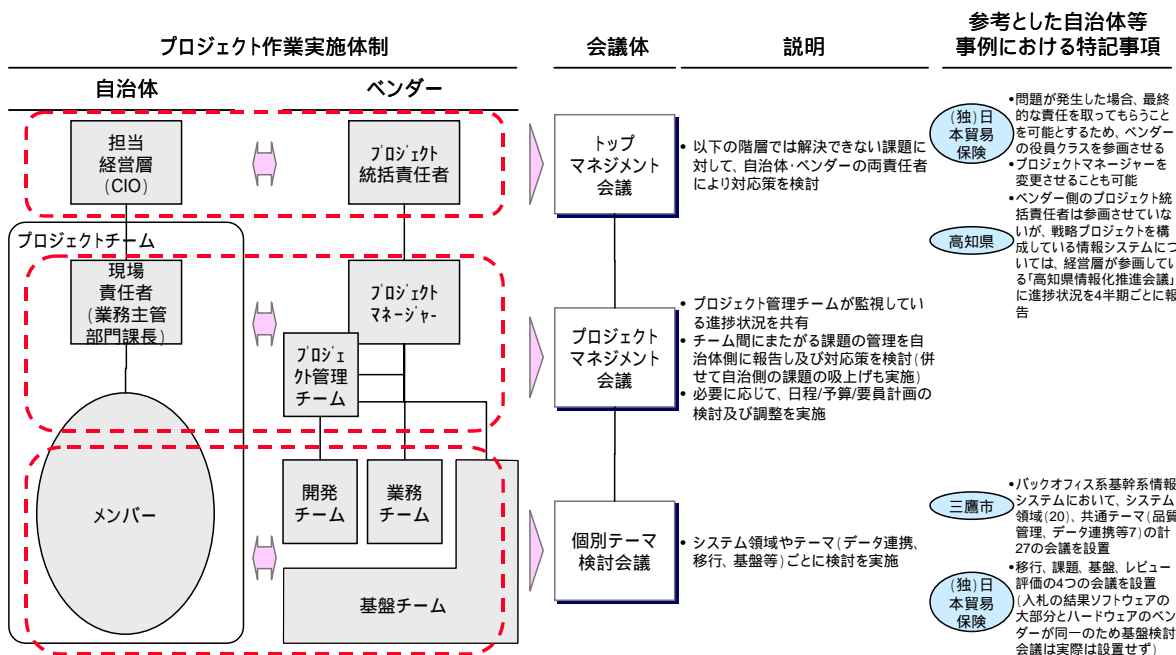 プロジェクト作業実施体制
会議体
説明
参考とした自治体等
事例における特記事項
自治体
ベンダー
担当
経営層
(CIO)
プロジェクト
統括責任者
トップ
マネジメント
会議
•以下の階層では解決できない課題に
対して、自治体・ベンダーの両責任者
により対応策を検討
(独)日
本貿易
保険
•問題が発生した場合、最終
的な責任を取ってもらうこと
を可能とするため、ベンダー
の役員クラスを参画させる
•プロジェクトマネージャーを
変更させることも可能
高知県
•ベンダー側のプロジェクト統
括責任者は参画させていな
いが、戦略プロジェクトを構
成している情報システムにつ
いては、経営層が参画してい
る「高知県情報化推進会議」
に進捗状況を4半期ごとに報
告
プロジェクトチーム
現場
責任者
(業務主管
部門課長)
プロジェクト
マネージャー
プロジェ
クト管理
チーム
プロジェクト
マネジメント
会議
•プロジェクト管理チームが監視してい
る進捗状況を共有
•チーム間にまたがる課題の管理を自
治体側に報告し及び対応策を検討(併
せて自治側の課題の吸上げも実施)
•必要に応じて、日程/予算/要員計画の
検討及び調整を実施
メンバー
開発
チーム
業務
チーム
基盤チーム
個別テーマ
検討会議
•システム領域やテーマ(データ連携、
移行、基盤等)ごとに検討を実施
三鷹市
•バックオフィス系基幹系情報
システムにおいて、システム
領域(20)、共通テーマ(品質
管理、データ連携等7)の計
27の会議を設置
(独)日
本貿易
保険
•移行、課題、基盤、レビュー
評価の4つの会議を設置
(入札の結果ソフトウェアの
大部分とハードウェアのベン
ダーが同一のため基盤検討
会議は実際は設置せず)